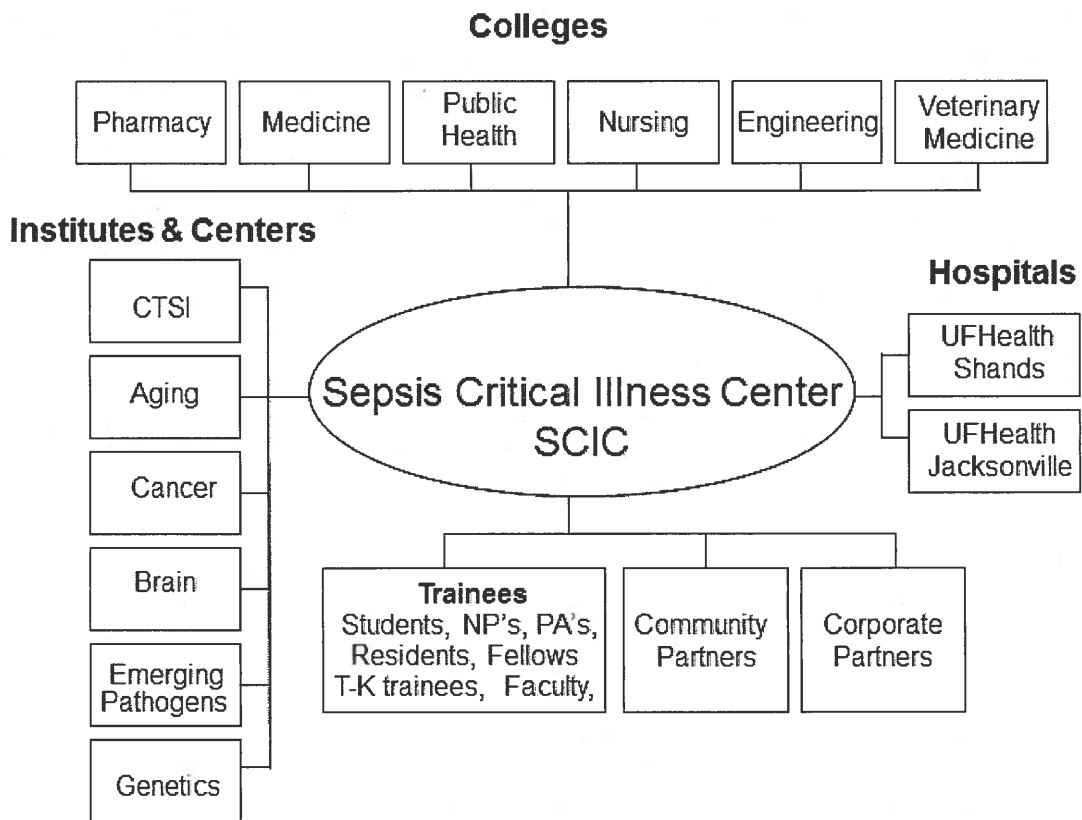 Colleges
Pharmacy
Medicine
Public
Health
Nursing
Engineering
Veterinary
Medicine
Institutes & Centers
CTSI
Aging
Cancer
Brain
Emerging
Pathogens
Genetics
Sepsis Critical Illness Center
SCIC
Hospitals
UFHealth
Shands
UFHealth
Jacksonville
Trainees
Students, NP's, PA's,
Residents, Fellows
T-K trainees, Faculty,
Community
Partners
Corporate
Partners